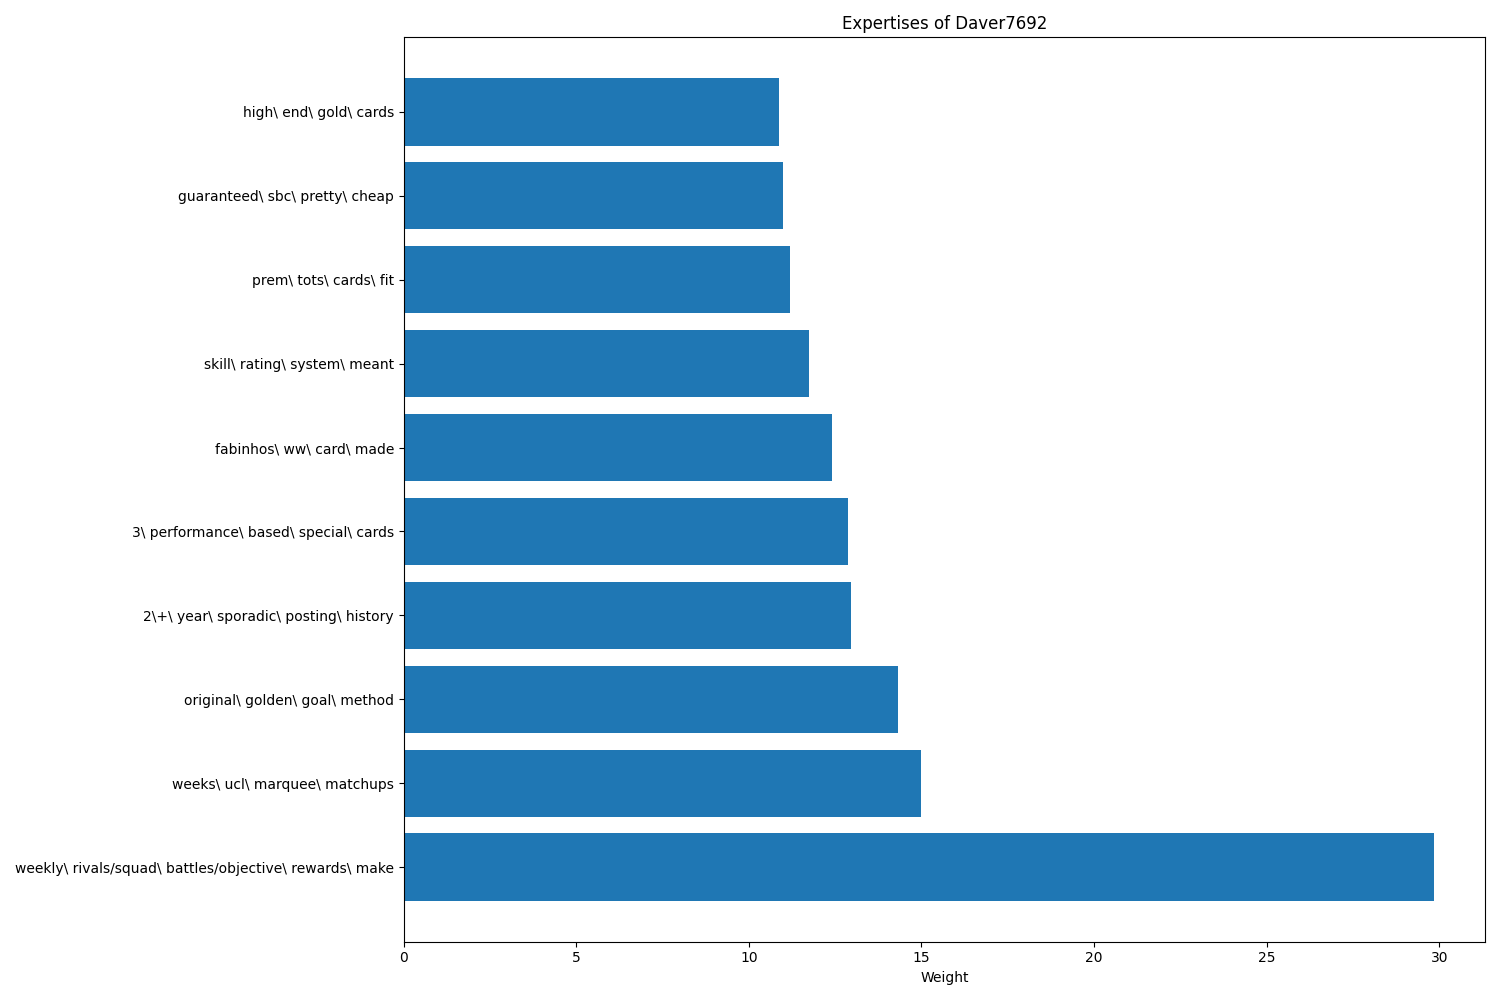 Expertises of Daver7692
high\ end\ gold\ cards
guaranteed\ sbc\ pretty\ cheap
prem\ tots\ cards\ fit
skill\ rating\ system\ meant
fabinhos\ ww\ card\ made
3\ performance\ based\ special\ cards
2\+\ year\ sporadic\ posting\ history
original\ golden\ goal\ method
weeks\ ucl\ marquee\ matchups
weekly\ rivals/squad\ battles/objective\ rewards\ make
0 5 10 15 20 25 30
Weight